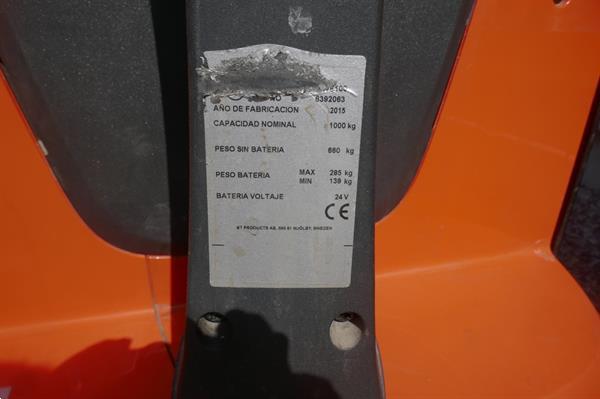 6392063
AÑO DE FABRICACION 2015
CAPACIDAD NOMINAL 1000 kg
PESO SIN BATERIA 660 kg
PESO BATERIA MAX 285 kg
MIN 139 kg
BATERIA VOLTAJE 24 V
CE
BT PRODUCTS AB, 595 81 MJÖLBY, SWEDEN